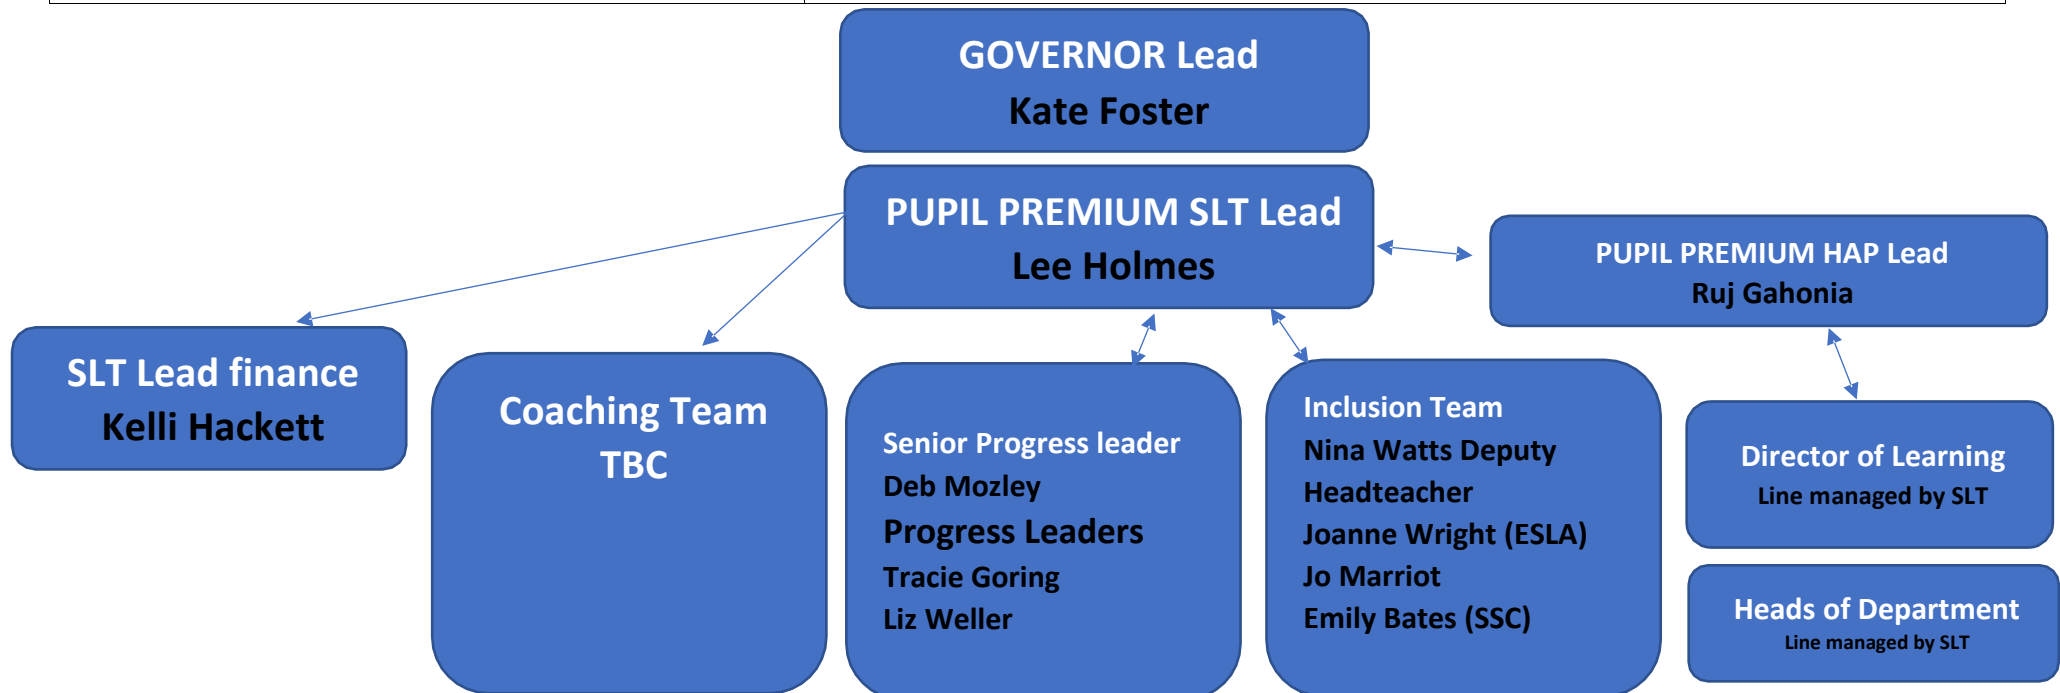 GOVERNOR Lead
Kate Foster
PUPIL PREMIUM SLT Lead
Lee Holmes
PUPIL PREMIUM HAP Lead
Ruj Gahonia
SLT Lead finance
Kelli Hackett
Coaching Team
TBC
Senior Progress leader
Deb Mozley
Progress Leaders
Tracie Goring
Liz Weller
Inclusion Team
Nina Watts Deputy
Headteacher
Joanne Wright (ESLA)
Jo Marriot
Emily Bates (SSC)
Director of Learning
Line managed by SLT
Heads of Department
Line managed by SLT